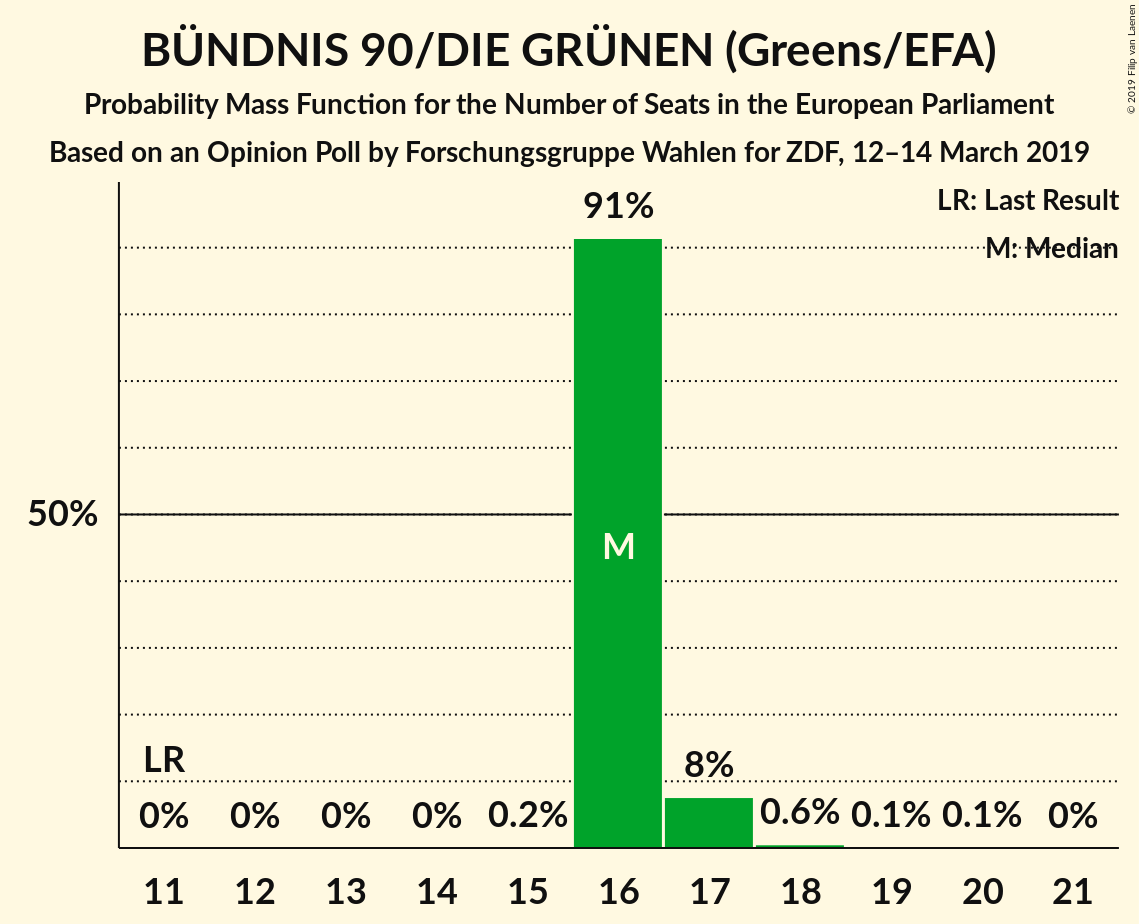 BÜNDNIS 90/DIE GRÜNEN (Greens/EFA)
Probability Mass Function for the Number of Seats in the European Parliament
Based on an Opinion Poll by Forschungsgruppe Wahlen for ZDF, 12–14 March 2019
© 2019 Filip van Laenen
LR: Last Result
M: Median
91%
50%
M
LR
8%
0% 0% 0% 0% 0.2% 0.6% 0.1% 0.1% 0%
11 12 13 14 15 16 17 18 19 20 21